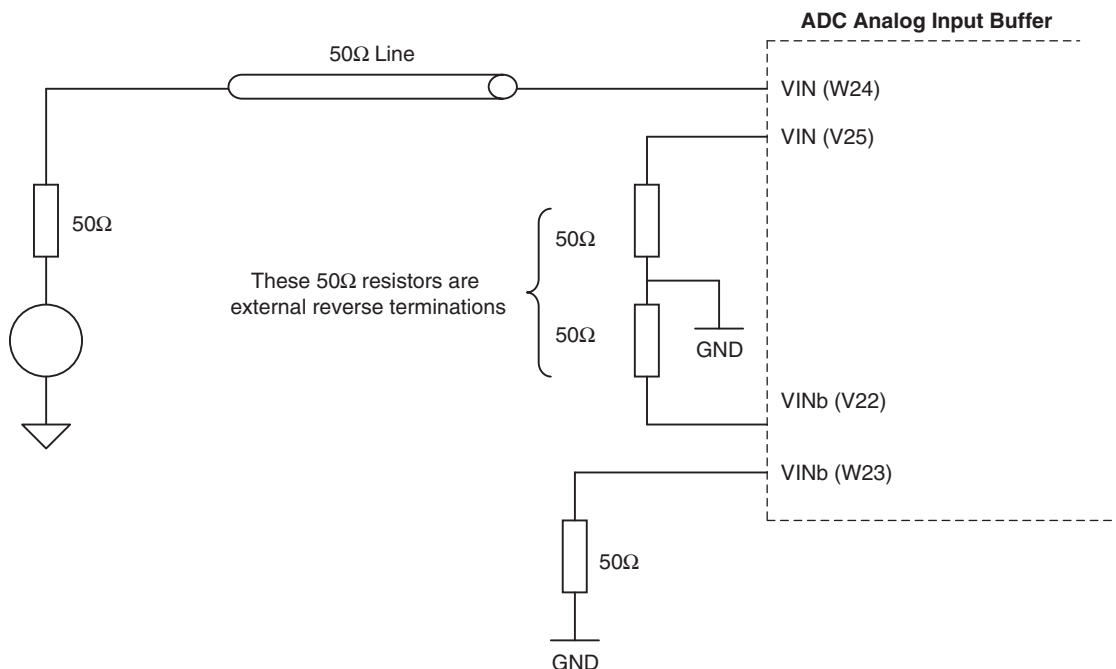 ADC Analog Input Buffer
50Ω Line
VIN (W24)
VIN (V25)
50Ω
50Ω
These 50Ω resistors are
external reverse terminations
50Ω
GND
VINb (V22)
VINb (W23)
50Ω
GND